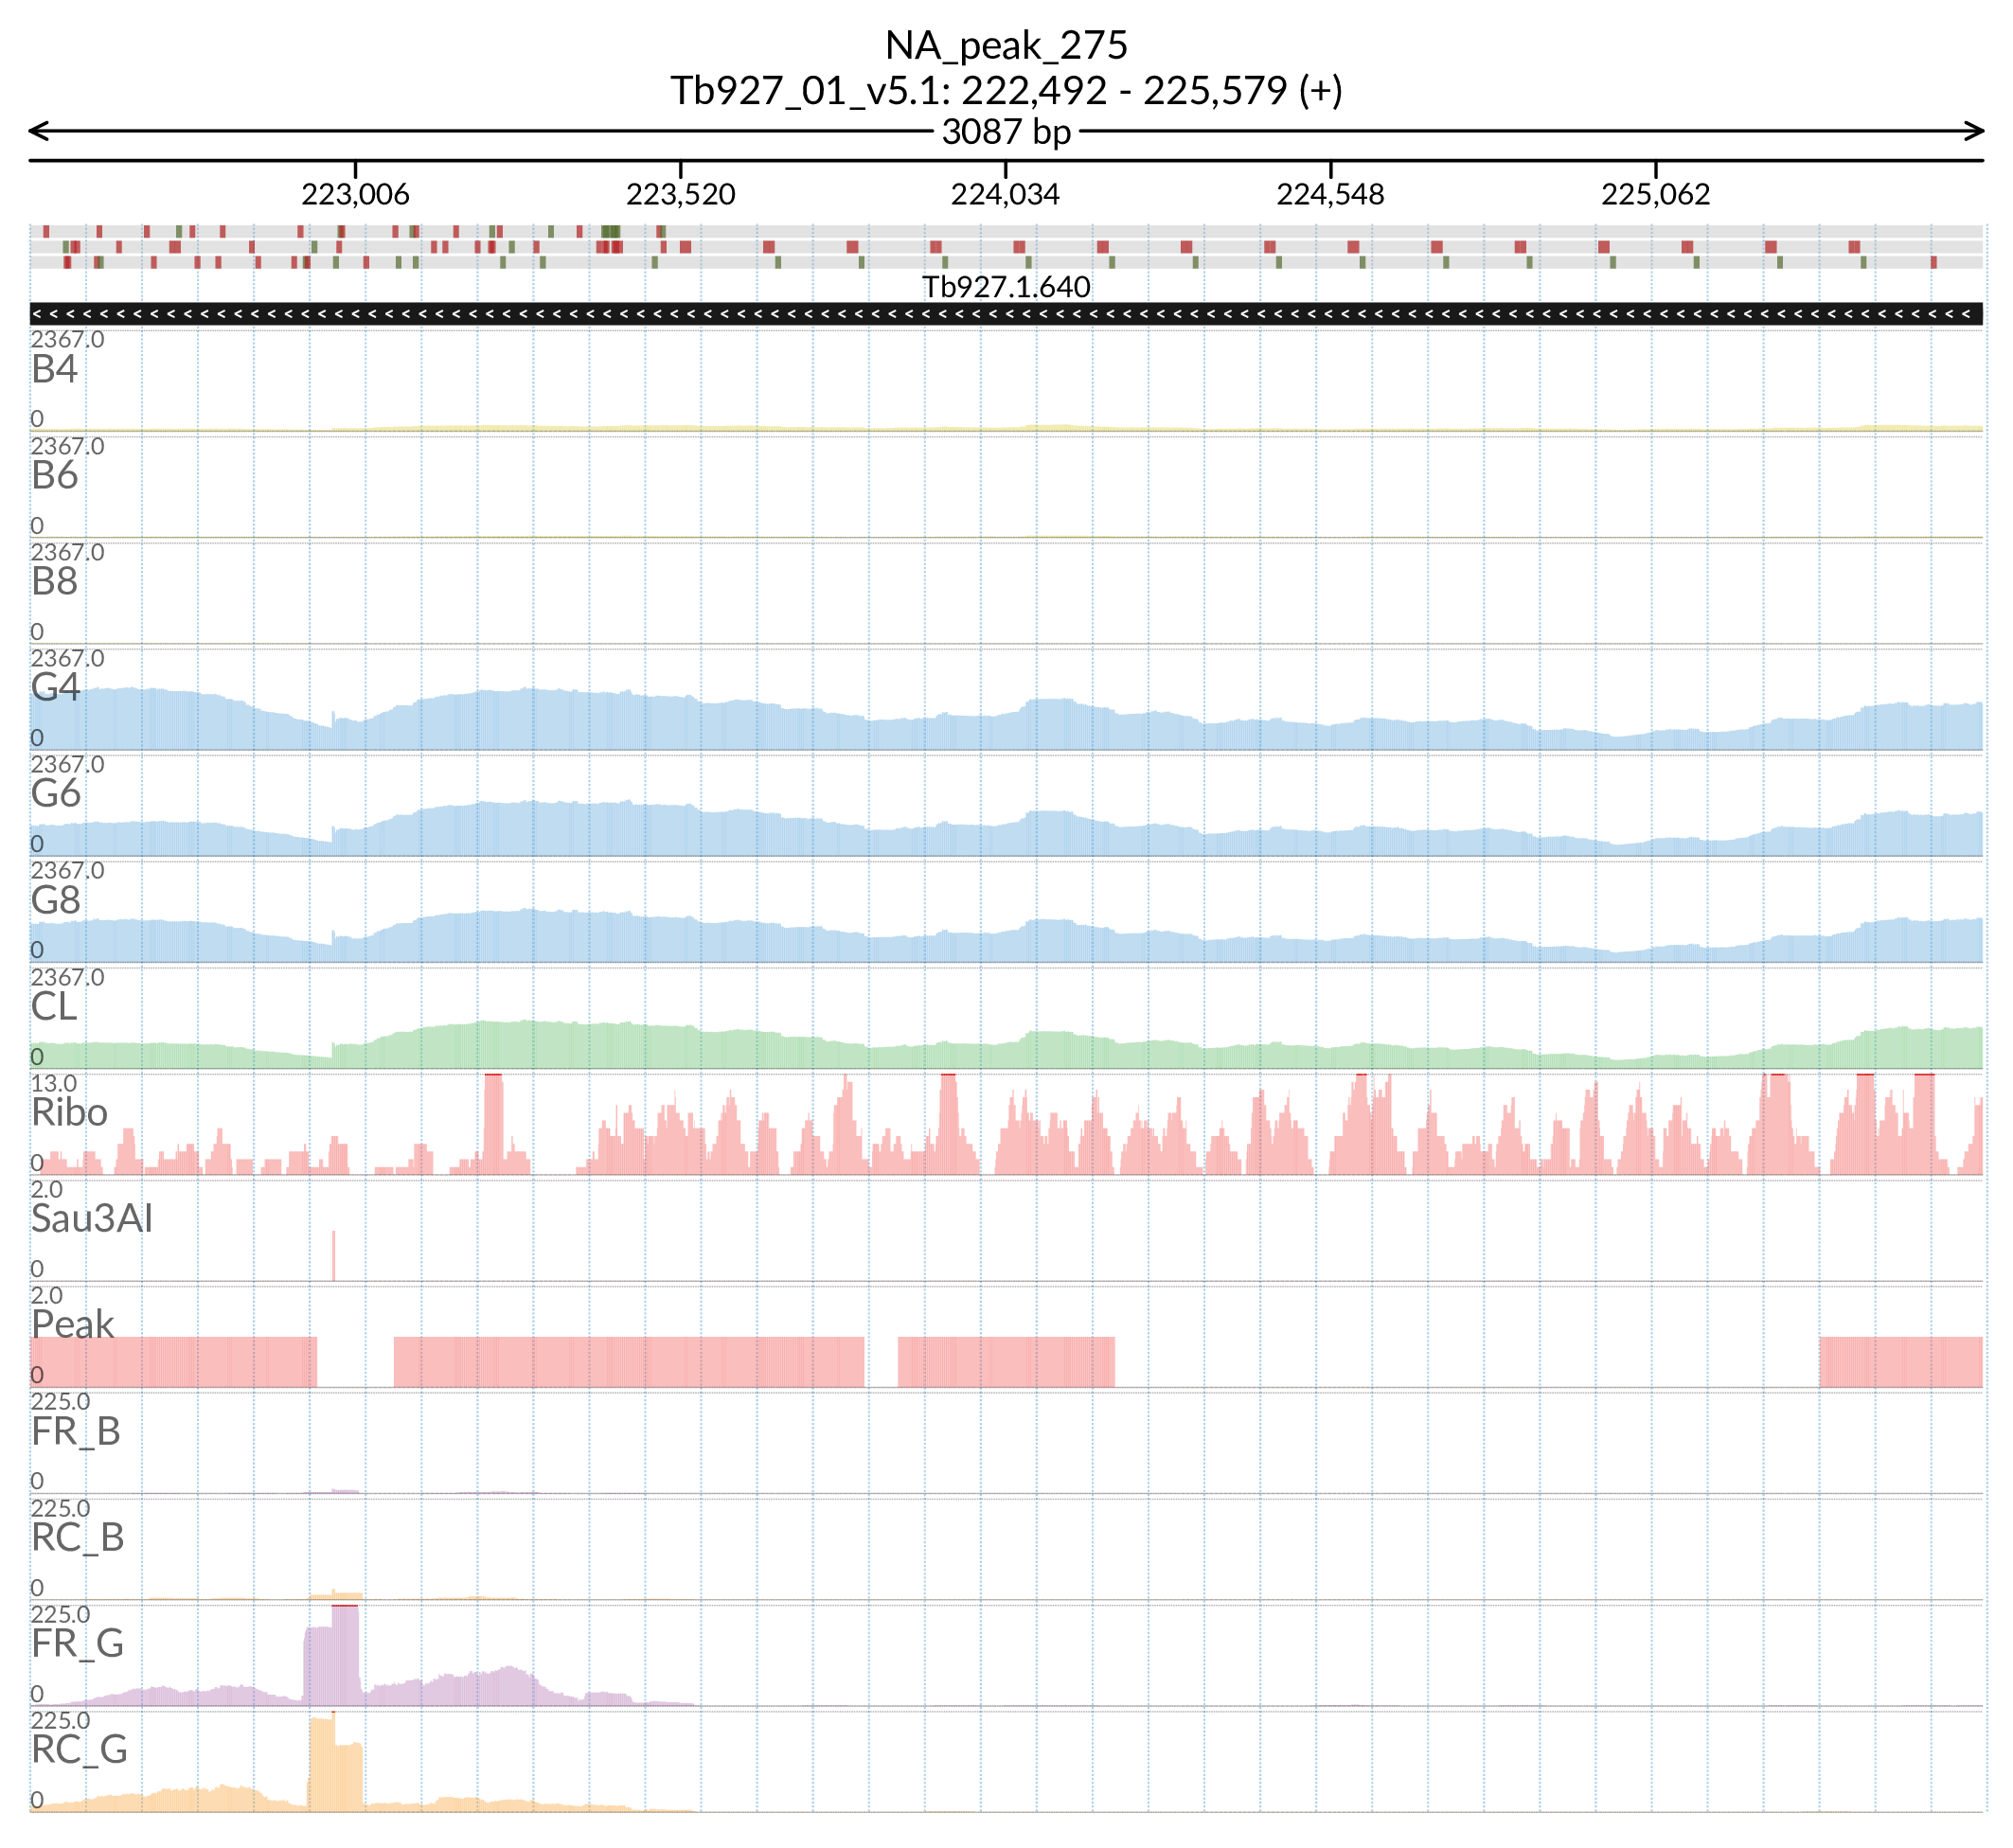 NA_peak_275
Tb927_01_v5.1: 222,492 - 225,579 (+)
3087 bp
223,006 223,520 224,034 224,548 225,062
Tb927.1.640
2367.0
B4
0
2367.0
B6
0
2367.0
B8
0
2367.0
G4
0
2367.0
G6
0
2367.0
G8
0
2367.0
CL
0
13.0
Ribo
0
2.0
Sau3AI
0
2.0
Peak
0
225.0
FR_B
0
225.0
RC_B
0
225.0
FR_G
0
225.0
RC_G
0